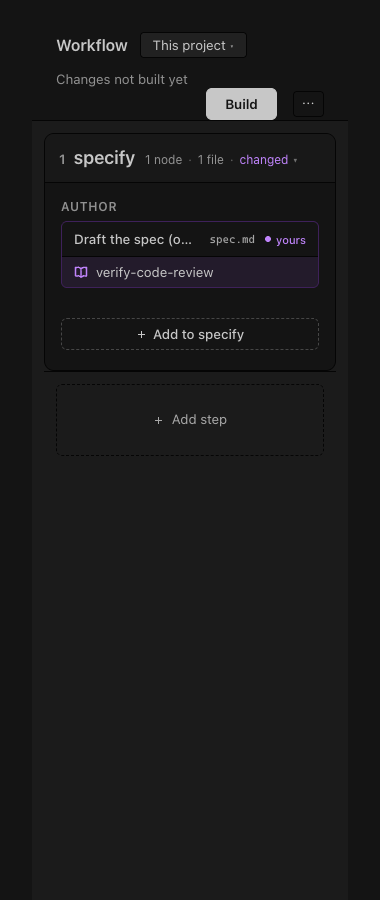 Workflow This project ·
Changes not built yet
Build ...
1 specify 1 node · 1 file · changed ▾
AUTHOR
Draft the spec (o... spec.md • yours
verify-code-review
+ Add to specify
+ Add step